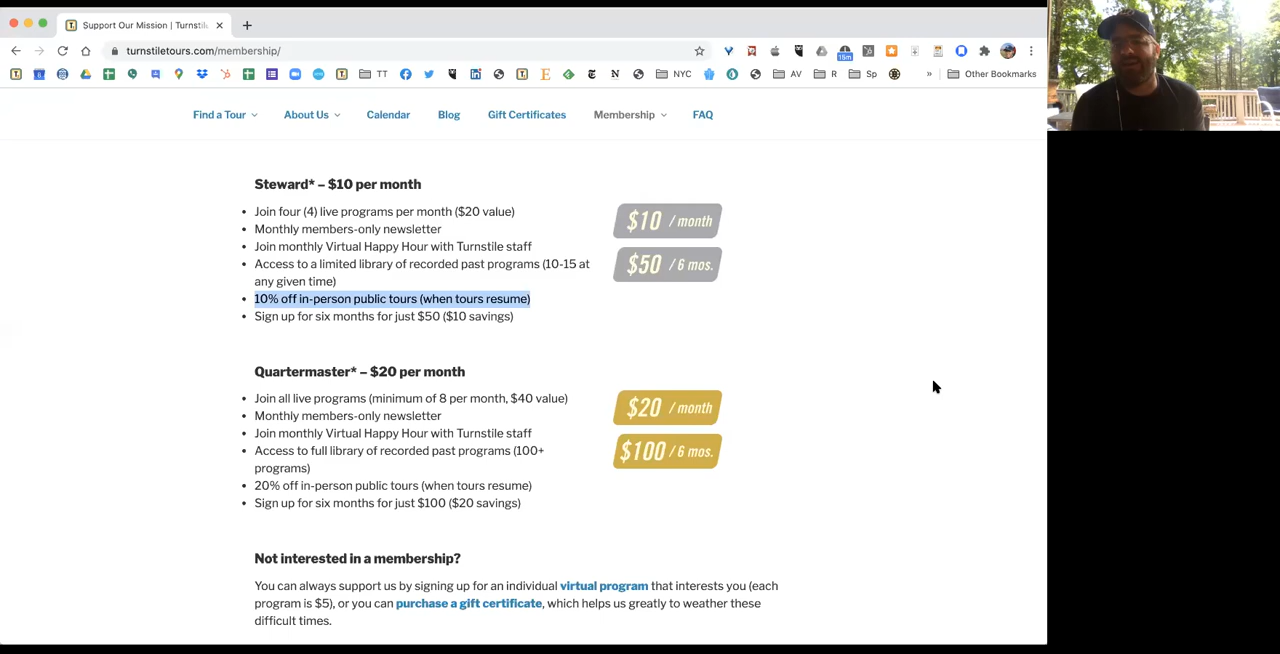 Support Our Mission | Turnstile
turnstiletours.com/membership/
15m
TT
NYC
AV
R
Sp
»
Other Bookmarks
Find a Tour
About Us
Calendar
Blog
Gift Certificates
Membership
FAQ
Steward* – $10 per month
• Join four (4) live programs per month ($20 value)
• Monthly members-only newsletter
• Join monthly Virtual Happy Hour with Turnstile staff
• Access to a limited library of recorded past programs (10-15 at
any given time)
• 10% off in-person public tours (when tours resume)
• Sign up for six months for just $50 ($10 savings)
$10 / month
$50 / 6 mos.
Quartermaster* – $20 per month
• Join all live programs (minimum of 8 per month, $40 value)
• Monthly members-only newsletter
• Join monthly Virtual Happy Hour with Turnstile staff
• Access to full library of recorded past programs (100+
programs)
• 20% off in-person public tours (when tours resume)
• Sign up for six months for just $100 ($20 savings)
$20 / month
$100 / 6 mos.
Not interested in a membership?
You can always support us by signing up for an individual virtual program that interests you (each
program is $5), or you can purchase a gift certificate, which helps us greatly to weather these
difficult times.